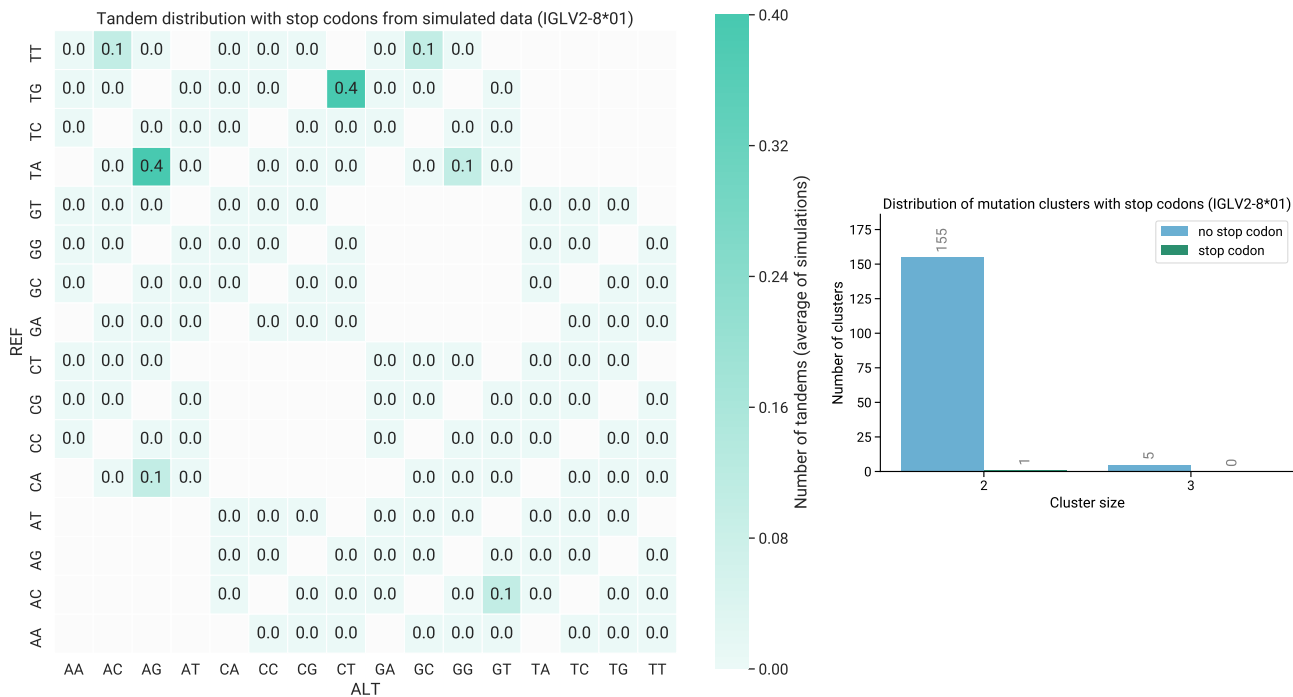 Tandem distribution with stop codons from simulated data (IGLV2-8*01)
TT 0.0 0.1 0.0 0.0 0.0 0.0 0.0 0.1 0.0
TG 0.0 0.0 0.0 0.0 0.0 0.4 0.0 0.0 0.0
TC 0.0 0.0 0.0 0.0 0.0 0.0 0.0 0.0 0.0
TA 0.0 0.4 0.0 0.0 0.0 0.0 0.0 0.1 0.0
GT 0.0 0.0 0.0 0.0 0.0 0.0 0.0 0.0 0.0
GG 0.0 0.0 0.0 0.0 0.0 0.0 0.0 0.0 0.0
GC 0.0 0.0 0.0 0.0 0.0 0.0 0.0 0.0 0.0
GA 0.0 0.0 0.0 0.0 0.0 0.0 0.0 0.0 0.0
CT 0.0 0.0 0.0 0.0 0.0 0.0 0.0 0.0 0.0
CG 0.0 0.0 0.0 0.0 0.0 0.0 0.0 0.0 0.0
CC 0.0 0.0 0.0 0.0 0.0 0.0 0.0 0.0 0.0
CA 0.0 0.1 0.0 0.0 0.0 0.0 0.0 0.0 0.0
AT 0.0 0.0 0.0 0.0 0.0 0.0 0.0 0.0 0.0
AG 0.0 0.0 0.0 0.0 0.0 0.0 0.0 0.0 0.0
AC 0.0 0.0 0.0 0.0 0.0 0.1 0.0 0.0 0.0
AA 0.0 0.0 0.0 0.0 0.0 0.0 0.0 0.0 0.0
AA AC AG AT CA CC CG CT GA GC GG GT TA TC TG TT
REF
ALT
0.40
0.32
0.24
0.16
0.08
0.00
Number of tandems (average of simulations)
Distribution of mutation clusters with stop codons (IGLV2-8*01)
no stop codon
stop codon
175
150
125
100
75
50
25
0
Number of clusters
155
1
5
0
2 3
Cluster size